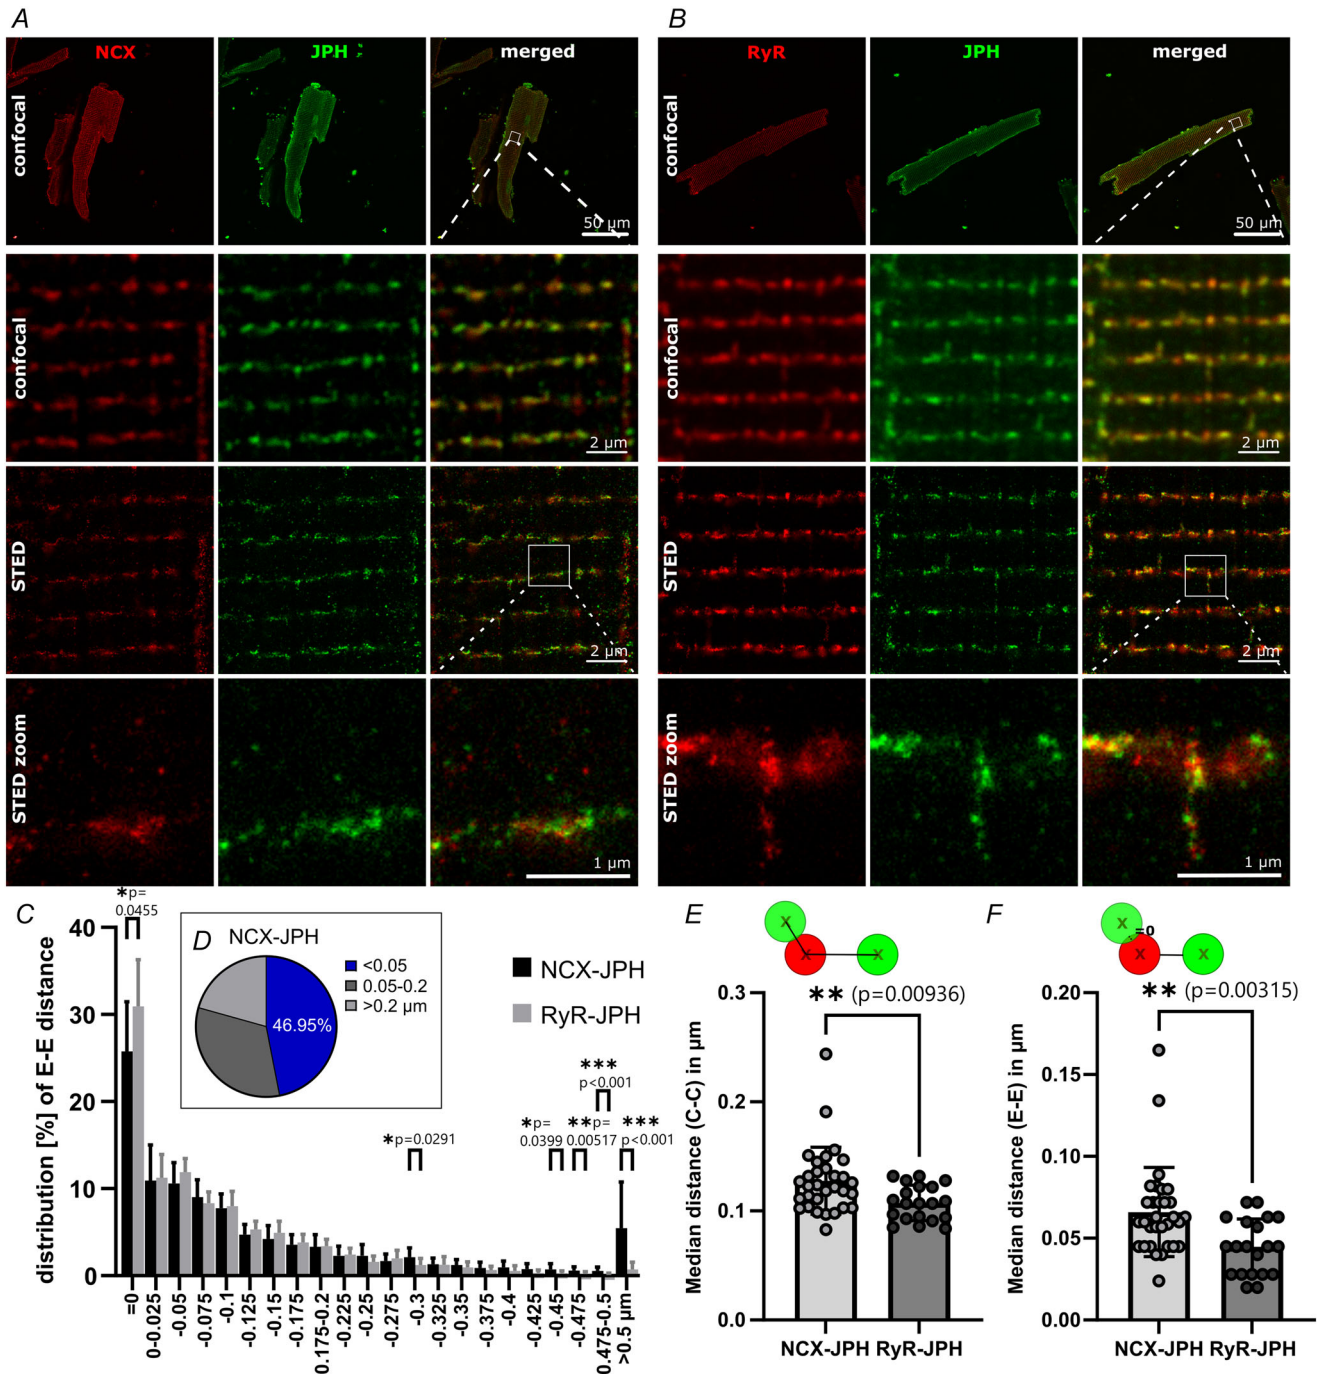 A
B
NCX
JPH
merged
RyR
JPH
merged
confocal
50 µm
50 µm
confocal
confocal
2 µm
confocal
2 µm
STED
2 µm
STED
2 µm
STED zoom
1 µm
STED zoom
1 µm
C
*p=
0.0455
distribution [%] of E-E distance
40
30
20
10
0
D
NCX-JPH
46.95%
<0.05
0.05-0.2
>0.2 µm
NCX-JPH
RyR-JPH
*p=0.0291
*p=
0.0399
**p=
0.00517
***
p<0.001
***
p<0.001
=0
0-0.025
-0.05
-0.075
-0.1
-0.125
-0.15
-0.175
0.175-0.2
-0.225
-0.25
-0.275
-0.3
-0.325
-0.35
-0.375
-0.4
-0.425
-0.45
-0.475
0.475-0.5
>0.5 µm
E
X
X
X
** (p=0.00936)
Median distance (C-C) in µm
0.3
0.2
0.1
0.0
NCX-JPH
RyR-JPH
F
X
=0
X
X
** (p=0.00315)
Median distance (E-E) in µm
0.20
0.15
0.10
0.05
0.00
NCX-JPH
RyR-JPH